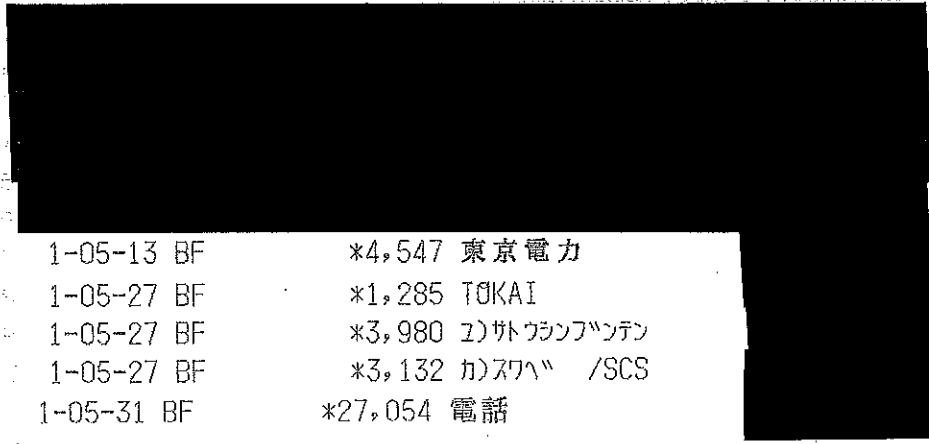 1-05-13 BF *4,547 東京電力
1-05-27 BF *1,285 TOKAI
1-05-27 BF *3,980 ユ)サトウシンブンテン
1-05-27 BF *3,132 カ)スワベ /SCS
1-05-31 BF *27,054 電話